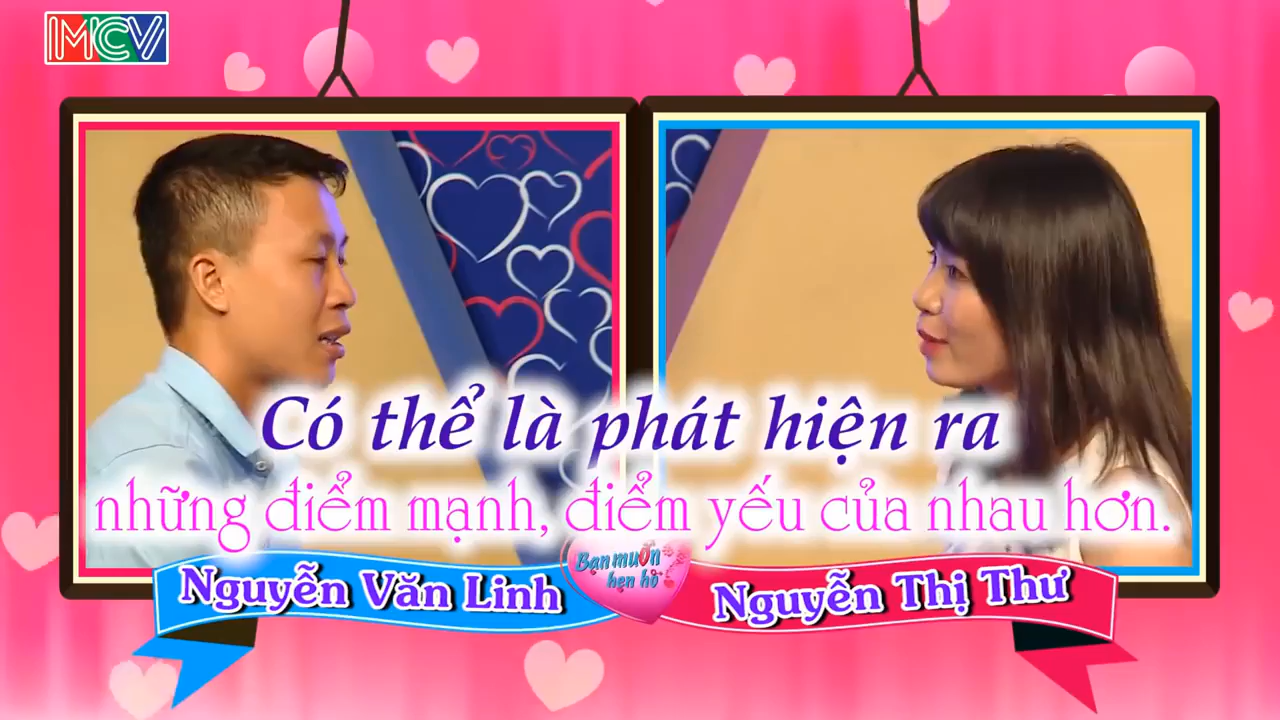 MCV
Có thể là phát hiện ra
những điểm mạnh, điểm yếu của nhau hơn.
Bạn muốn
hẹn hò
Nguyễn Văn Linh
Nguyễn Thị Thư